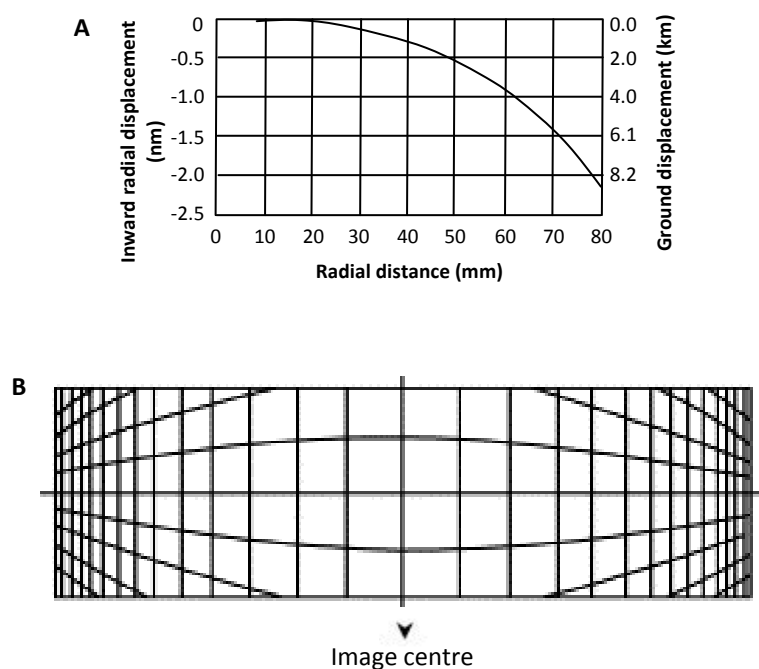 A
Inward radial displacement
(nm)
0
-0.5
-1.0
-1.5
-2.0
-2.5
0.0
2.0
4.0
6.1
8.2
Ground displacement (km)
0 10 20 30 40 50 60 70 80
Radial distance (mm)
B
Image centre